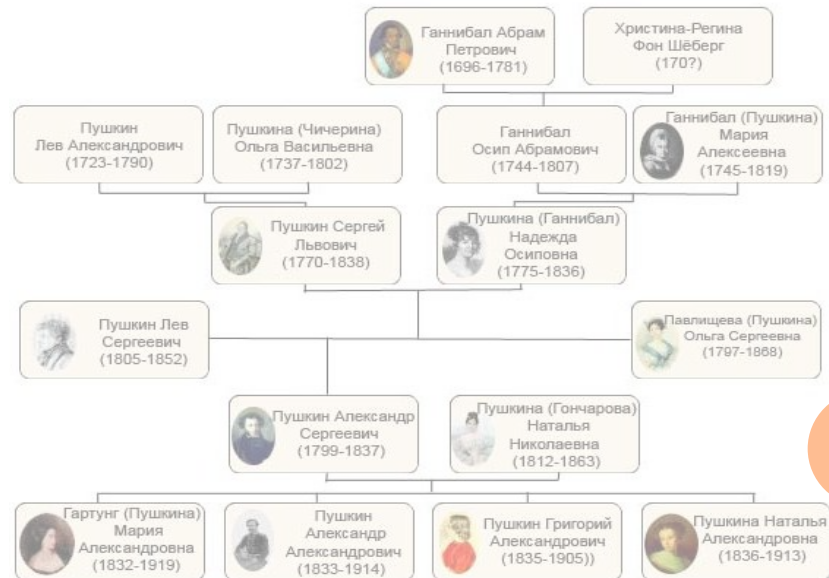 Ганнибал Абрам
Петрович
(1696-1781)
Христина-Регина
Фон Шёберг
(170?)
Пушкин
Лев Александрович
(1723-1790)
Пушкина (Чичерина)
Ольга Васильевна
(1737-1802)
Ганнибал
Осип Абрамович
(1744-1807)
Ганнибал (Пушкина)
Мария
Алексеевна
(1745-1819)
Пушкин Сергей
Львович
(1770-1838)
Пушкина (Ганнибал)
Надежда
Осиповна
(1775-1836)
Пушкин Лев
Сергеевич
(1805-1852)
Павлищева (Пушкина)
Ольга Сергеевна
(1797-1868)
Пушкин Александр
Сергеевич
(1799-1837)
Пушкина (Гончарова)
Наталья
Николаевна
(1812-1863)
Гартунг (Пушкина)
Мария
Александровна
(1832-1919)
Пушкин
Александр
Александрович
(1833-1914)
Пушкин Григорий
Александрович
(1835-1905))
Пушкина Наталья
Александровна
(1836-1913)